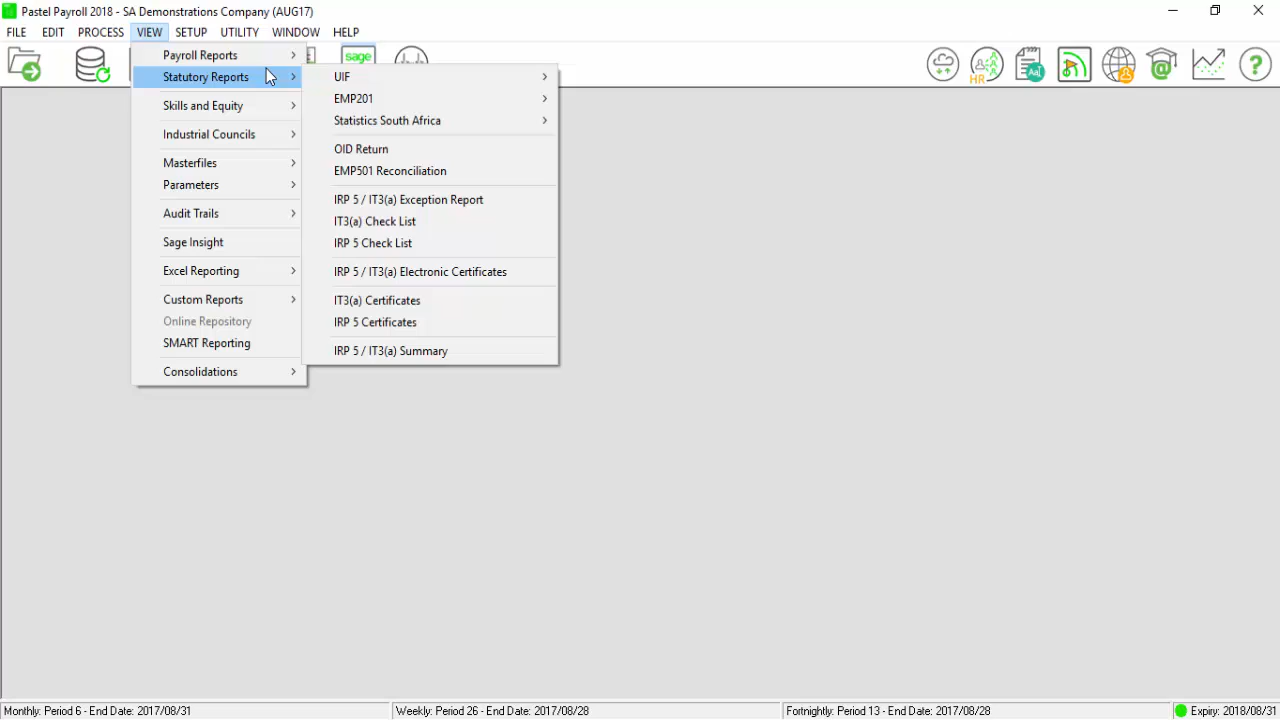 Pastel Payroll 2018 - SA Demonstrations Company (AUG17)
FILE EDIT PROCESS VIEW SETUP UTILITY WINDOW HELP
sage
HR
Aa
Payroll Reports
Statutory Reports
Skills and Equity
Industrial Councils
Masterfiles
Parameters
Audit Trails
Sage Insight
Excel Reporting
Custom Reports
Online Repository
SMART Reporting
Consolidations
UIF
EMP201
Statistics South Africa
OID Return
EMP501 Reconciliation
IRP 5 / IT3(a) Exception Report
IT3(a) Check List
IRP 5 Check List
IRP 5 / IT3(a) Electronic Certificates
IT3(a) Certificates
IRP 5 Certificates
IRP 5 / IT3(a) Summary
Monthly: Period 6 - End Date: 2017/08/31 Weekly: Period 26 - End Date: 2017/08/28 Fortnightly: Period 13 - End Date: 2017/08/28 Expiry: 2018/08/31